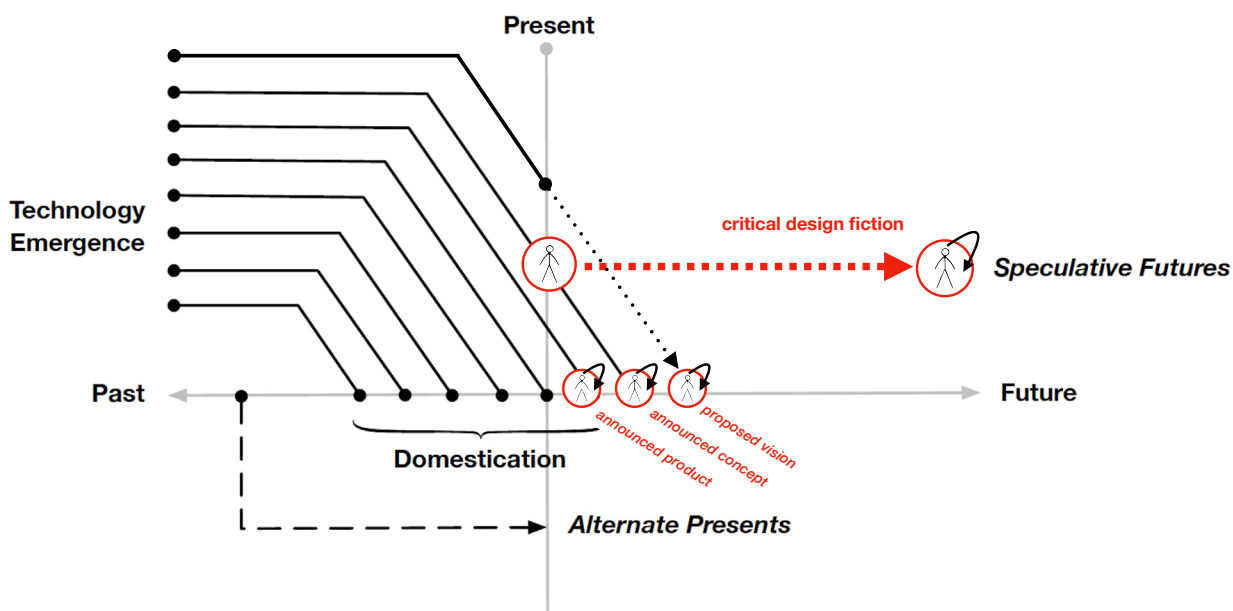 Present
Technology
Emergence
critical design fiction
Speculative Futures
Past
Future
announced product
announced concept
proposed vision
Domestication
Alternate Presents